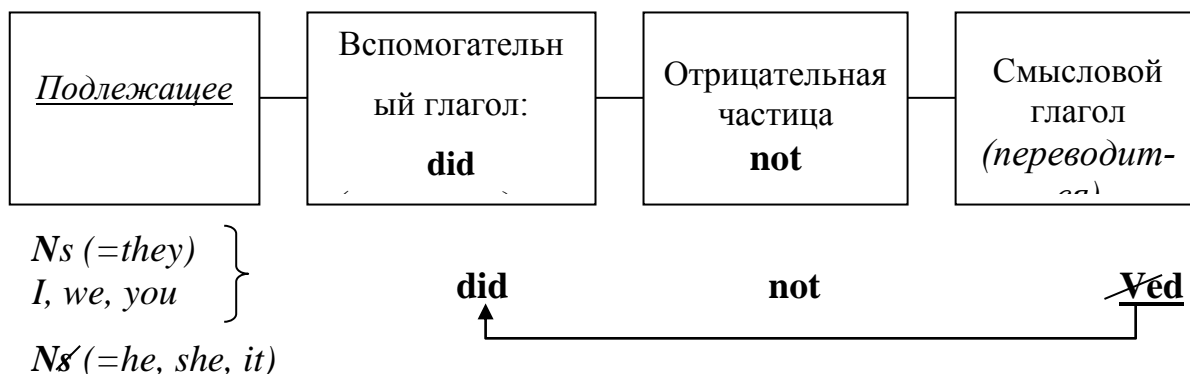 Подлежащее
Вспомогательн
ый глагол:
did
Отрицательная
частица
not
Смысловой
глагол
(переводит-
ся)
Ns (=they)
I, we, you
did
not
Ved
Ns (=he, she, it)